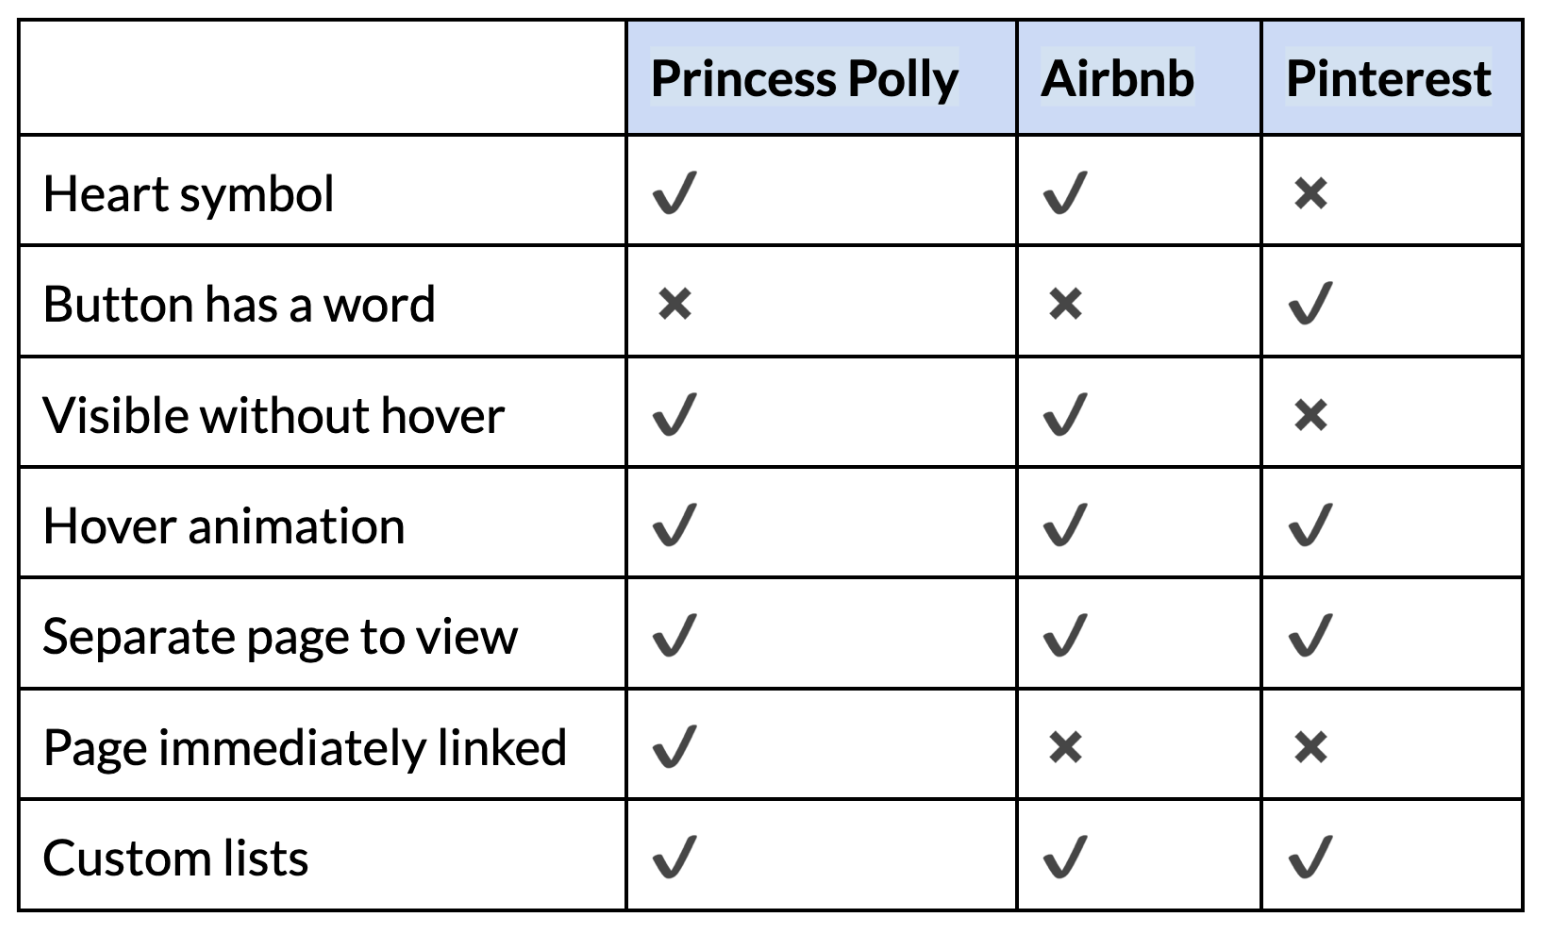 Princess Polly Airbnb Pinterest
Heart symbol ✔ ✔ ✖
Button has a word ✖ ✖ ✔
Visible without hover ✔ ✔ ✖
Hover animation ✔ ✔ ✔
Separate page to view ✔ ✔ ✔
Page immediately linked ✔ ✖ ✖
Custom lists ✔ ✔ ✔